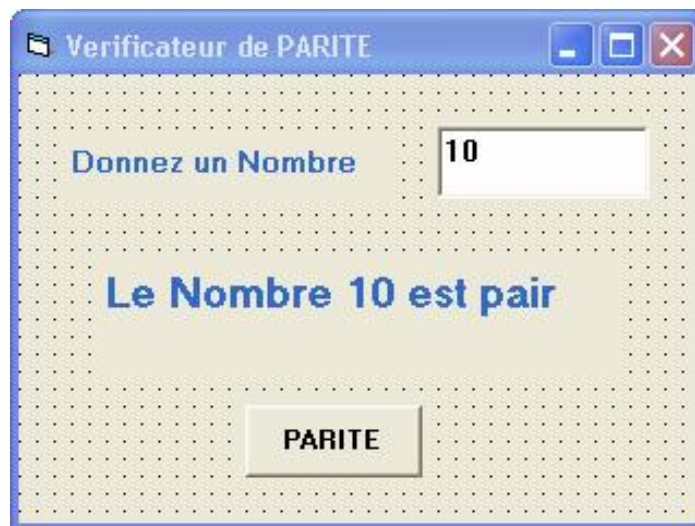 Verificateur de PARITE
Donnez un Nombre
10
Le Nombre 10 est pair
PARITE